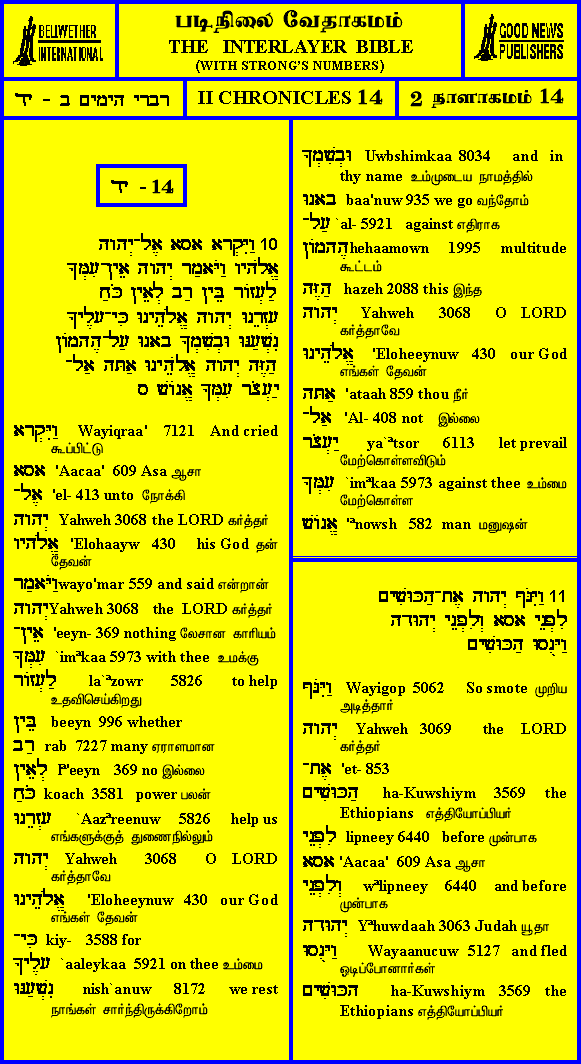 BELLWETHER
INTERNATIONAL
படிநிலை வேதாகமம்
THE INTERLAYER BIBLE
(WITH STRONG'S NUMBERS)
GOOD NEWS
PUBLISHERS
דברי הימים ב - יד
II CHRONICLES 14
2 நாளாகமம் 14
14 - יד
10 וַיִּקְרָא אָסָא אֶל־יְהוָה
אֱלֹהָיו וַיֹּאמַר יְהוָה אֵין־עִמְּךָ
לַעְזוֹר בֵּין רַב לְאֵין כֹּחַ
עָזְרֵנוּ יְהוָה אֱלֹהֵינוּ כִּי־עָלֶיךָ
נִשְׁעַנּוּ וּבְשִׁמְךָ בָאנוּ עַל־הֶהָמוֹן
הַזֶּה יְהוָה אֱלֹהֵינוּ אַתָּה אַל־
יַעְצֹר עִמְּךָ אֱנוֹשׁ ס
וַיִּקְרָא Wayiqraa' 7121 And cried
கூப்பிட்டு
אָסָא 'Aacaa' 609 Asa ஆசா
אֶל־ 'el- 413 unto நோக்கி
יְהוָה Yahweh 3068 the LORD கர்த்தர்
אֱלֹהָיו 'Elohaayw 430 his God தன்
தேவன்
וַיֹּאמַר wayo'mar 559 and said என்றான்
יְהוָה Yahweh 3068 the LORD கர்த்தர்
אֵין־ 'eeyn- 369 nothing லேசான காரியம்
עִמְּךָ `imªkaa 5973 with thee உமக்கு
לַעְזוֹר la`ªzowr 5826 to help
உதவிசெய்கிறது
בֵּין beeyn 996 whether
רַב rab 7227 many ஏராளமான
לְאֵין lª'eeyn 369 no இல்லை
כֹּחַ koach 3581 power பலன்
עָזְרֵנוּ `Aazªreenuw 5826 help us
எங்களுக்குத் துணைநில்லும்
יְהוָה Yahweh 3068 O LORD
கர்த்தாவே
אֱלֹהֵינוּ 'Eloheeynuw 430 our God
எங்கள் தேவன்
כִּי־ kiy- 3588 for
עָלֶיךָ `aaleykaa 5921 on thee உம்மை
נִשְׁעַנּוּ nish`anuw 8172 we rest
நாங்கள் சார்ந்திருக்கிறோம்
וּבְשִׁמְךָ Uwbshimkaa 8034 and in
thy name உம்முடைய நாமத்தில்
בָאנוּ baa'nuw 935 we go வந்தோம்
עַל־ `al- 5921 against எதிராக
הֶהָמוֹן hehaamown 1995 multitude
கூட்டம்
הַזֶּה hazeh 2088 this இந்த
יְהוָה Yahweh 3068 O LORD
கர்த்தாவே
אֱלֹהֵינוּ 'Eloheeynuw 430 our God
எங்கள் தேவன்
אַתָּה 'ataah 859 thou நீர்
אַל־ 'Al- 408 not இல்லை
יַעְצֹר ya`ªtsor 6113 let prevail
மேற்கொள்ளவிடும்
עִמְּךָ `imªkaa 5973 against thee உம்மை
மேற்கொள்ள
אֱנוֹשׁ 'ªnowsh 582 man மனுஷன்
11 וַיִּגֹּף יְהוָה אֶת־הַכּוּשִׁים
לִפְנֵי אָסָא וְלִפְנֵי יְהוּדָה
וַיָּנֻסוּ הַכּוּשִׁים
וַיִּגֹּף Wayigop 5062 So smote முறிய
அடித்தார்
יְהוָה Yahweh 3069 the LORD
கர்த்தர்
אֶת־ 'et- 853
הַכּוּשִׁים ha-Kuwshiym 3569 the
Ethiopians எத்தியோப்பியர்
לִפְנֵי lipneey 6440 before முன்பாக
אָסָא 'Aacaa' 609 Asa ஆசா
וְלִפְנֵי wªlipneey 6440 and before
முன்பாக
יְהוּדָה Yªhuwdaah 3063 Judah யூதா
וַיָּנֻסוּ Wayaanucuw 5127 and fled
ஓடிப்போனார்கள்
הַכּוּשִׁים ha-Kuwshiym 3569 the
Ethiopians எத்தியோப்பியர்